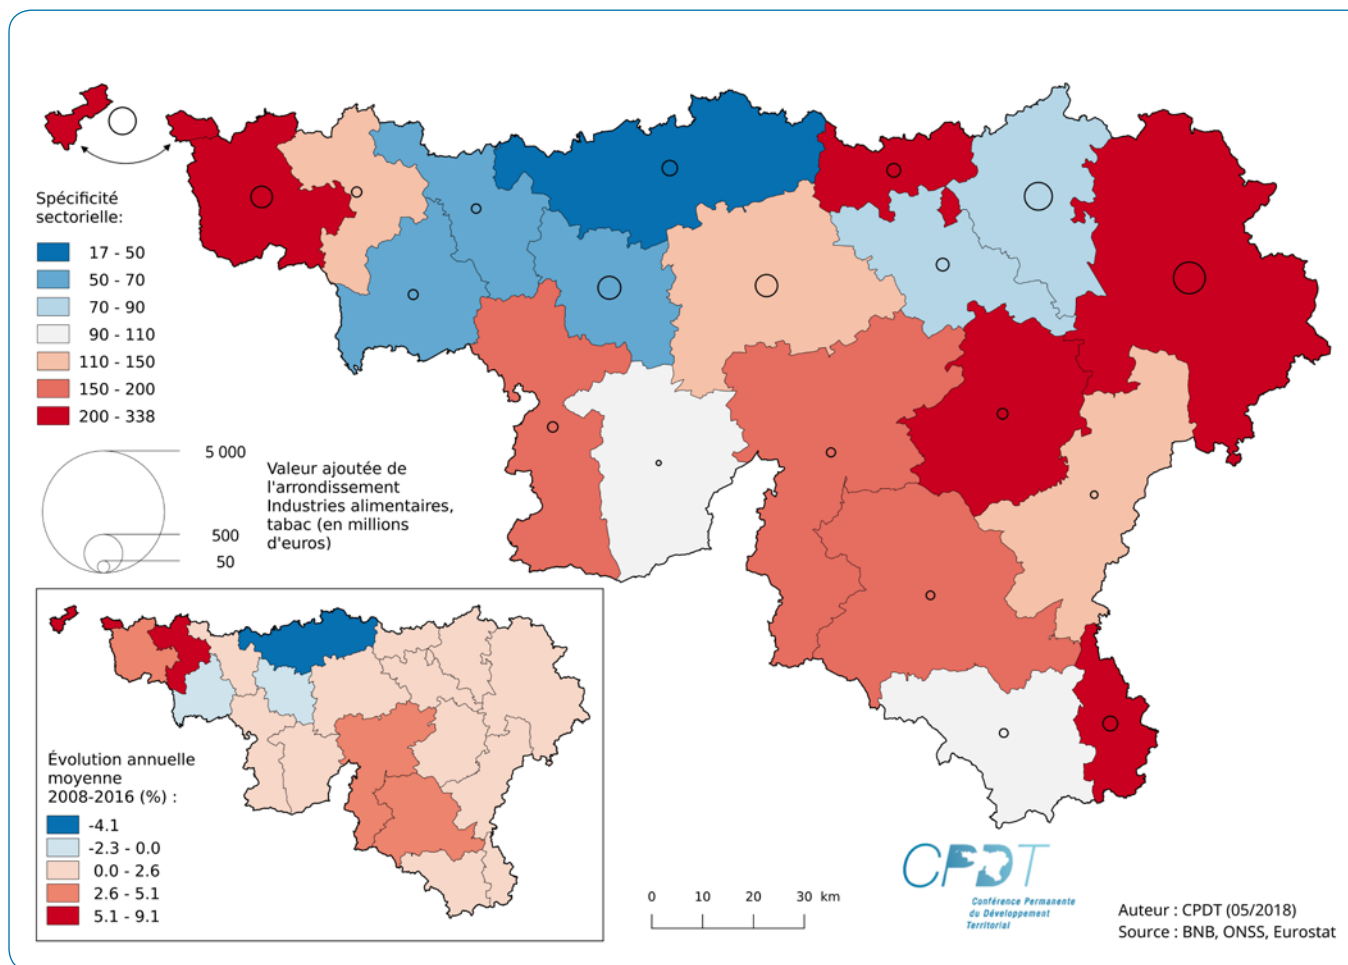 Spécificité
sectorielle:
17 - 50
50 - 70
70 - 90
90 - 110
110 - 150
150 - 200
200 - 338
5 000
500
50
Valeur ajoutée de
l'arrondissement
Industries alimentaires,
tabac (en millions
d'euros)
Évolution annuelle
moyenne
2008-2016 (%) :
-4.1
-2.3 - 0.0
0.0 - 2.6
2.6 - 5.1
5.1 - 9.1
0 10 20 30 km
CPDT
Conférence Permanente
du Développement
Territorial
Auteur : CPDT (05/2018)
Source : BNB, ONSS, Eurostat